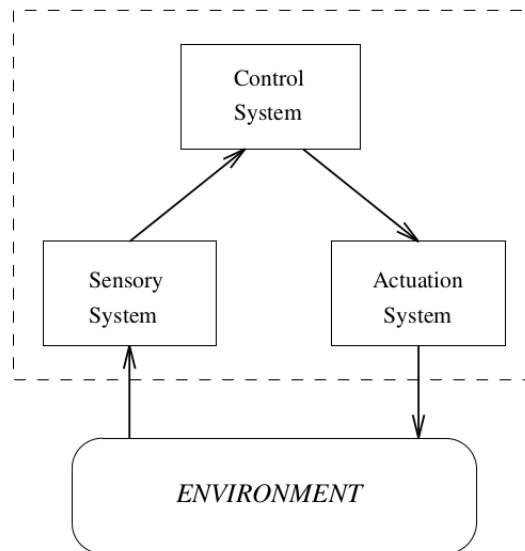 Control
System
Sensory
System
Actuation
System
ENVIRONMENT